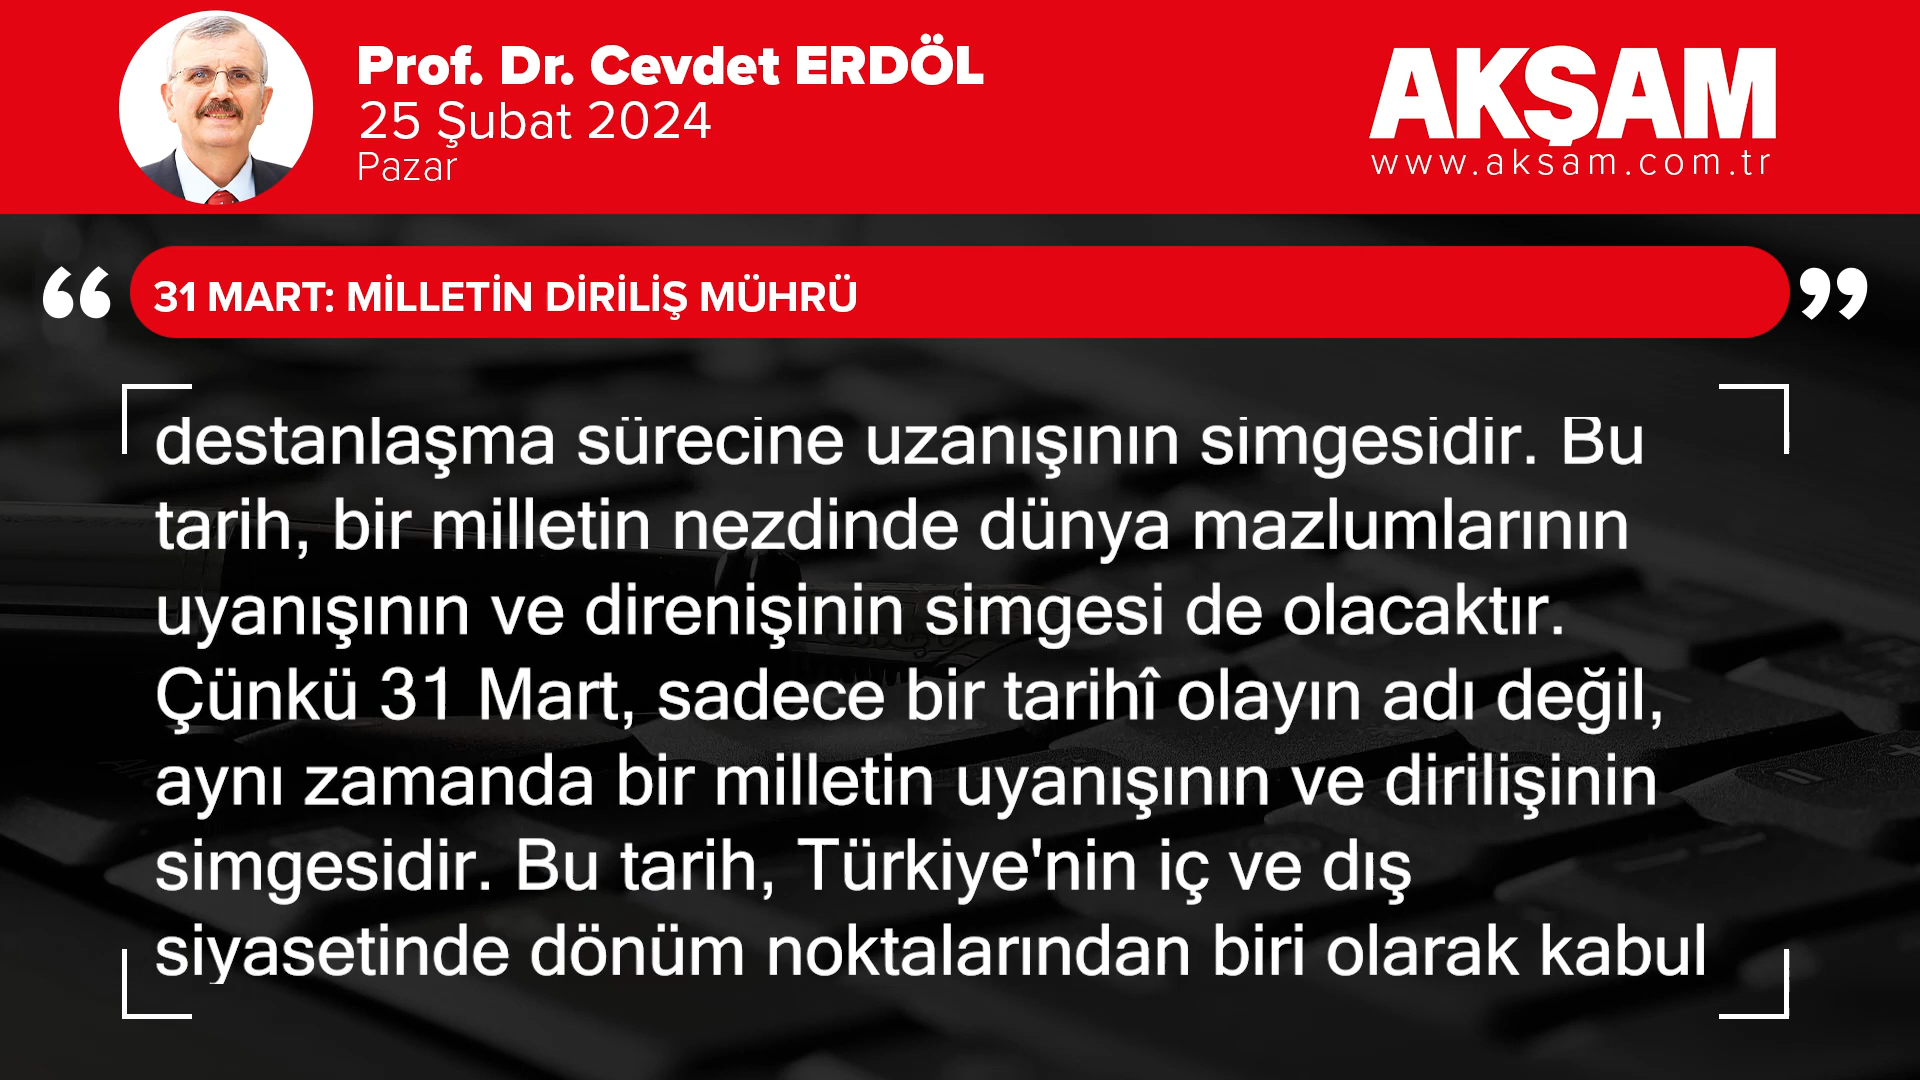 Prof. Dr. Cevdet ERDÖL
25 Şubat 2024
Pazar
AKŞAM
www.aksam.com.tr
“ 31 MART: MİLLETİN DİRİLİŞ MÜHRÜ ”
destanlaşma sürecine uzanışının simgesidir. Bu
tarih, bir milletin nezdinde dünya mazlumlarının
uyanışının ve direnişinin simgesi de olacaktır.
Çünkü 31 Mart, sadece bir tarihî olayın adı değil,
aynı zamanda bir milletin uyanışının ve dirilişinin
simgesidir. Bu tarih, Türkiye'nin iç ve dış
siyasetinde dönüm noktalarından biri olarak kabul